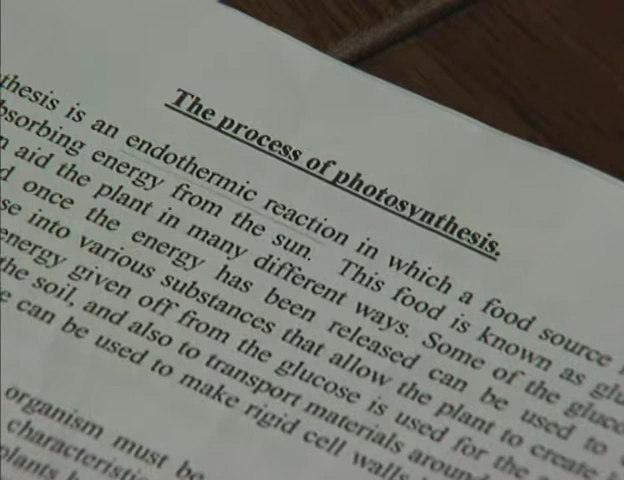 The process of photosynthesis.
thesis is an endothermic reaction in which a food source
bsorbing energy from the sun. This food is known as glu
n aid the plant in many different ways. Some of the gluco
d once the energy has been released can be used to
se into various substances that allow the plant to create
energy given off from the glucose is used for the
the soil, and also to transport materials aroun
e can be used to make rigid cell walls
organism must be
characteristi
plants